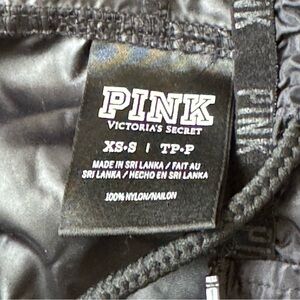 PINK
VICTORIA'S SECRET
XS•S | TP•P
MADE IN SRI LANKA / FAIT AU
SRI LANKA / HECHO EN SRI LANKA
100% NYLON/NAILON